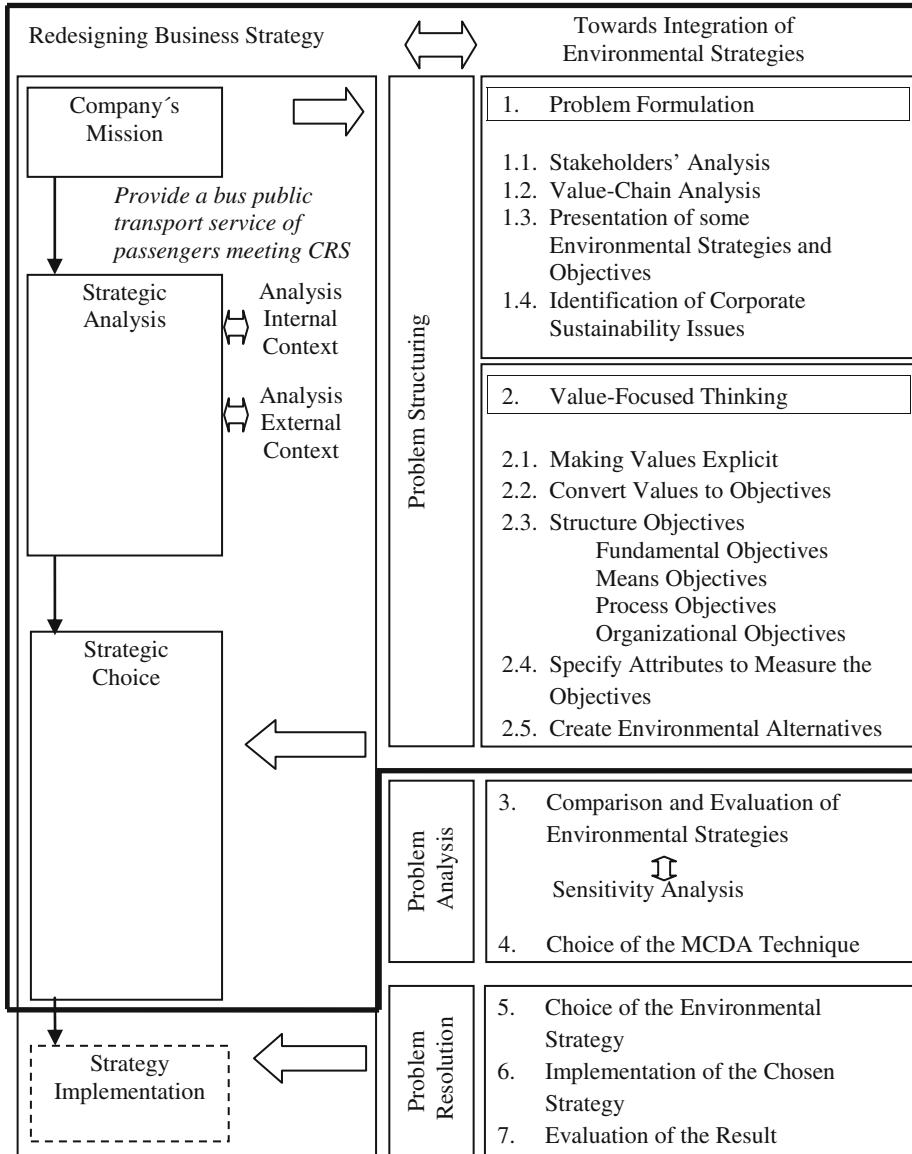 Redesigning Business Strategy
Towards Integration of
Environmental Strategies
Company´s
Mission
Provide a bus public
transport service of
passengers meeting CRS
Strategic
Analysis
Analysis
Internal
Context
Analysis
External
Context
Strategic
Choice
Strategy
Implementation
Problem Structuring
1. Problem Formulation
1.1. Stakeholders’ Analysis
1.2. Value-Chain Analysis
1.3. Presentation of some
Environmental Strategies and
Objectives
1.4. Identification of Corporate
Sustainability Issues
2. Value-Focused Thinking
2.1. Making Values Explicit
2.2. Convert Values to Objectives
2.3. Structure Objectives
Fundamental Objectives
Means Objectives
Process Objectives
Organizational Objectives
2.4. Specify Attributes to Measure the
Objectives
2.5. Create Environmental Alternatives
Problem
Analysis
3. Comparison and Evaluation of
Environmental Strategies
Sensitivity Analysis
4. Choice of the MCDA Technique
Problem
Resolution
5. Choice of the Environmental
Strategy
6. Implementation of the Chosen
Strategy
7. Evaluation of the Result